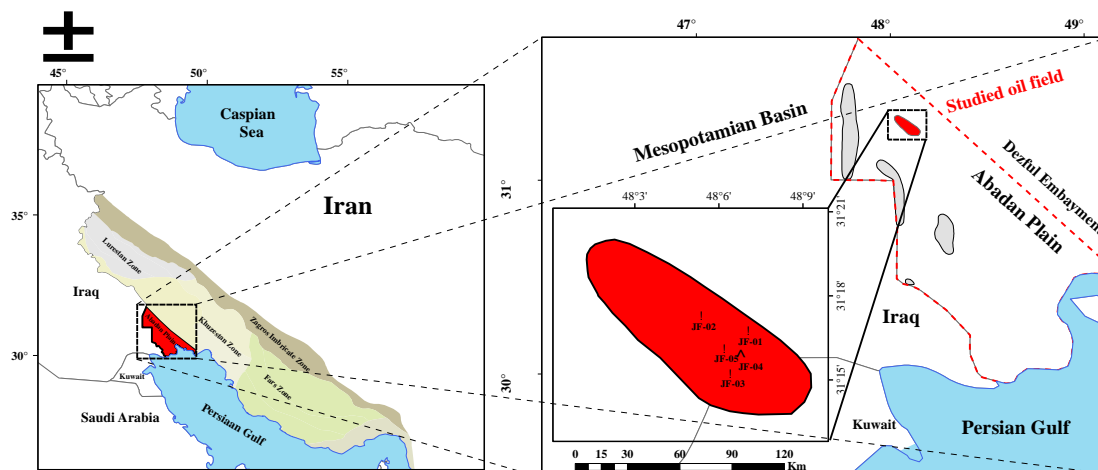 ±
45°
50°
55°
35°
30°
Caspian
Sea
Iran
Lurestan Zone
Iraq
Khuzestan Zone
Zagros Imbricate Zone
Abadan Plain
Fars Zone
Kuwait
Saudi Arabia
Persiaan Gulf
47°
48°
49°
31°
30°
Mesopotamian Basin
Studied oil field
Dezful Embayment
Abadan Plain
48°3'
48°6'
48°9'
31°21
31°18'
31°15'
JF-02
JF-01
JF-05
JF-04
JF-03
Iraq
Kuwait
Persian Gulf
0 15 30 60 90 120
Km